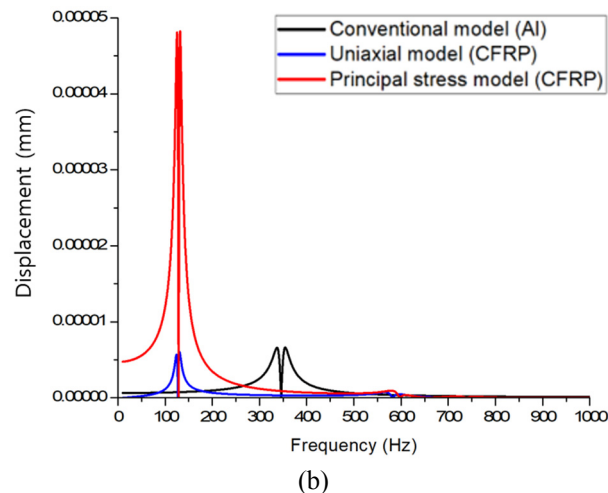 0.00005
0.00004
0.00003
0.00002
0.00001
0.00000
Displacement (mm)
Conventional model (Al)
Uniaxial model (CFRP)
Principal stress model (CFRP)
0 100 200 300 400 500 600 700 800 900 1000
Frequency (Hz)
(b)